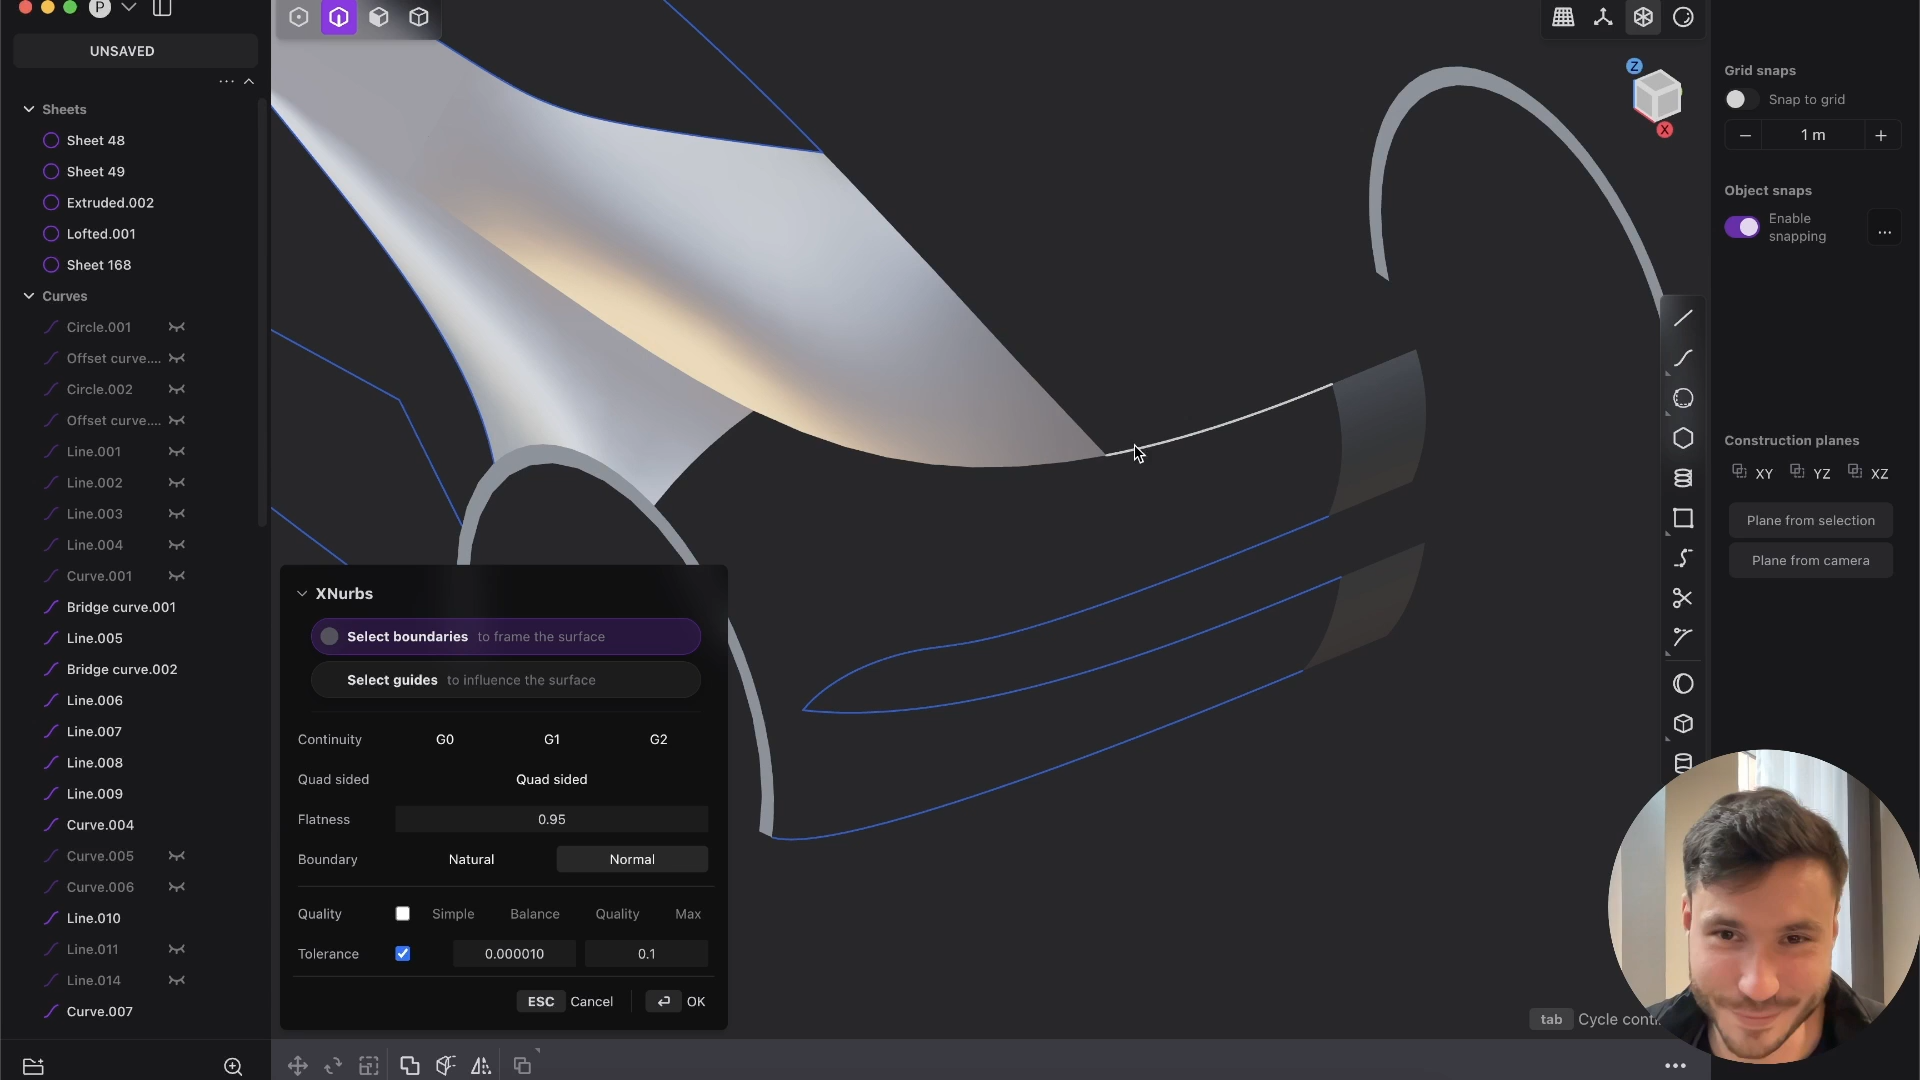 P
UNSAVED
Sheets
Sheet 48
Sheet 49
Extruded.002
Lofted.001
Sheet 168
Curves
Circle.001
Offset curve....
Circle.002
Offset curve....
Line.001
Line.002
Line.003
Line.004
Curve.001
Bridge curve.001
Line.005
Bridge curve.002
Line.006
Line.007
Line.008
Line.009
Curve.004
Curve.005
Curve.006
Line.010
Line.011
Line.014
Curve.007
XNurbs
Select boundaries to frame the surface
Select guides to influence the surface
Continuity G0 G1 G2
Quad sided Quad sided
Flatness 0.95
Boundary Natural Normal
Quality Simple Balance Quality Max
Tolerance 0.000010 0.1
ESC Cancel OK
Z
X
Grid snaps
Snap to grid
1 m
Object snaps
Enable
snapping
...
Construction planes
XY YZ XZ
Plane from selection
Plane from camera
tab Cycle